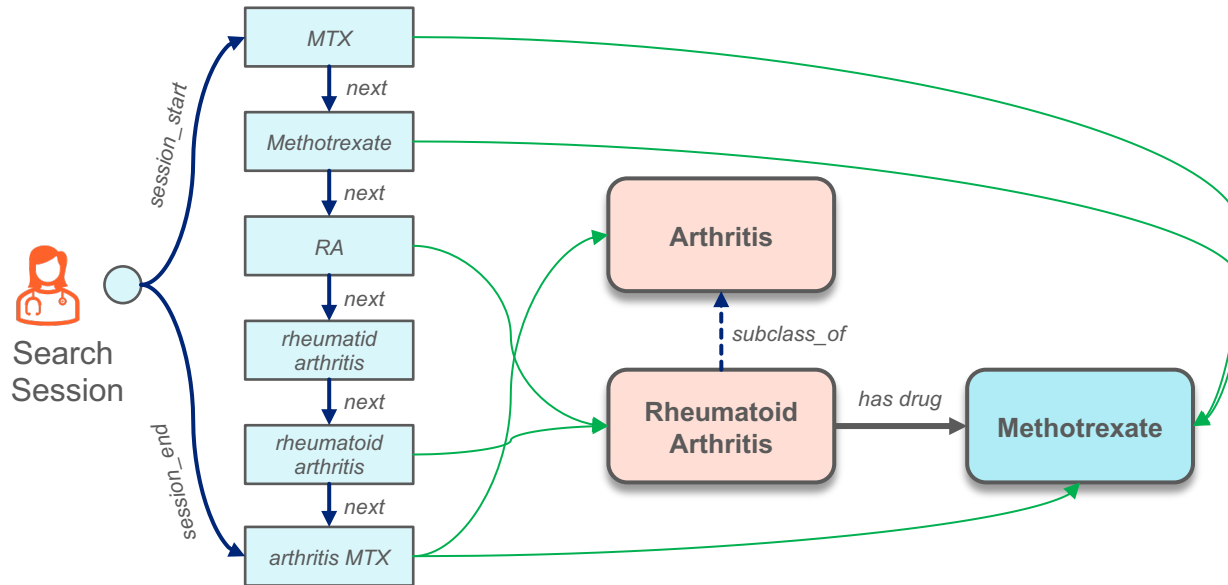 MTX
next
session_start
Methotrexate
next
RA
next
rheumatid
arthritis
next
rheumatoid
arthritis
next
arthritis MTX
session_end
Search
Session
Arthritis
subclass_of
Rheumatoid
Arthritis
has drug
Methotrexate